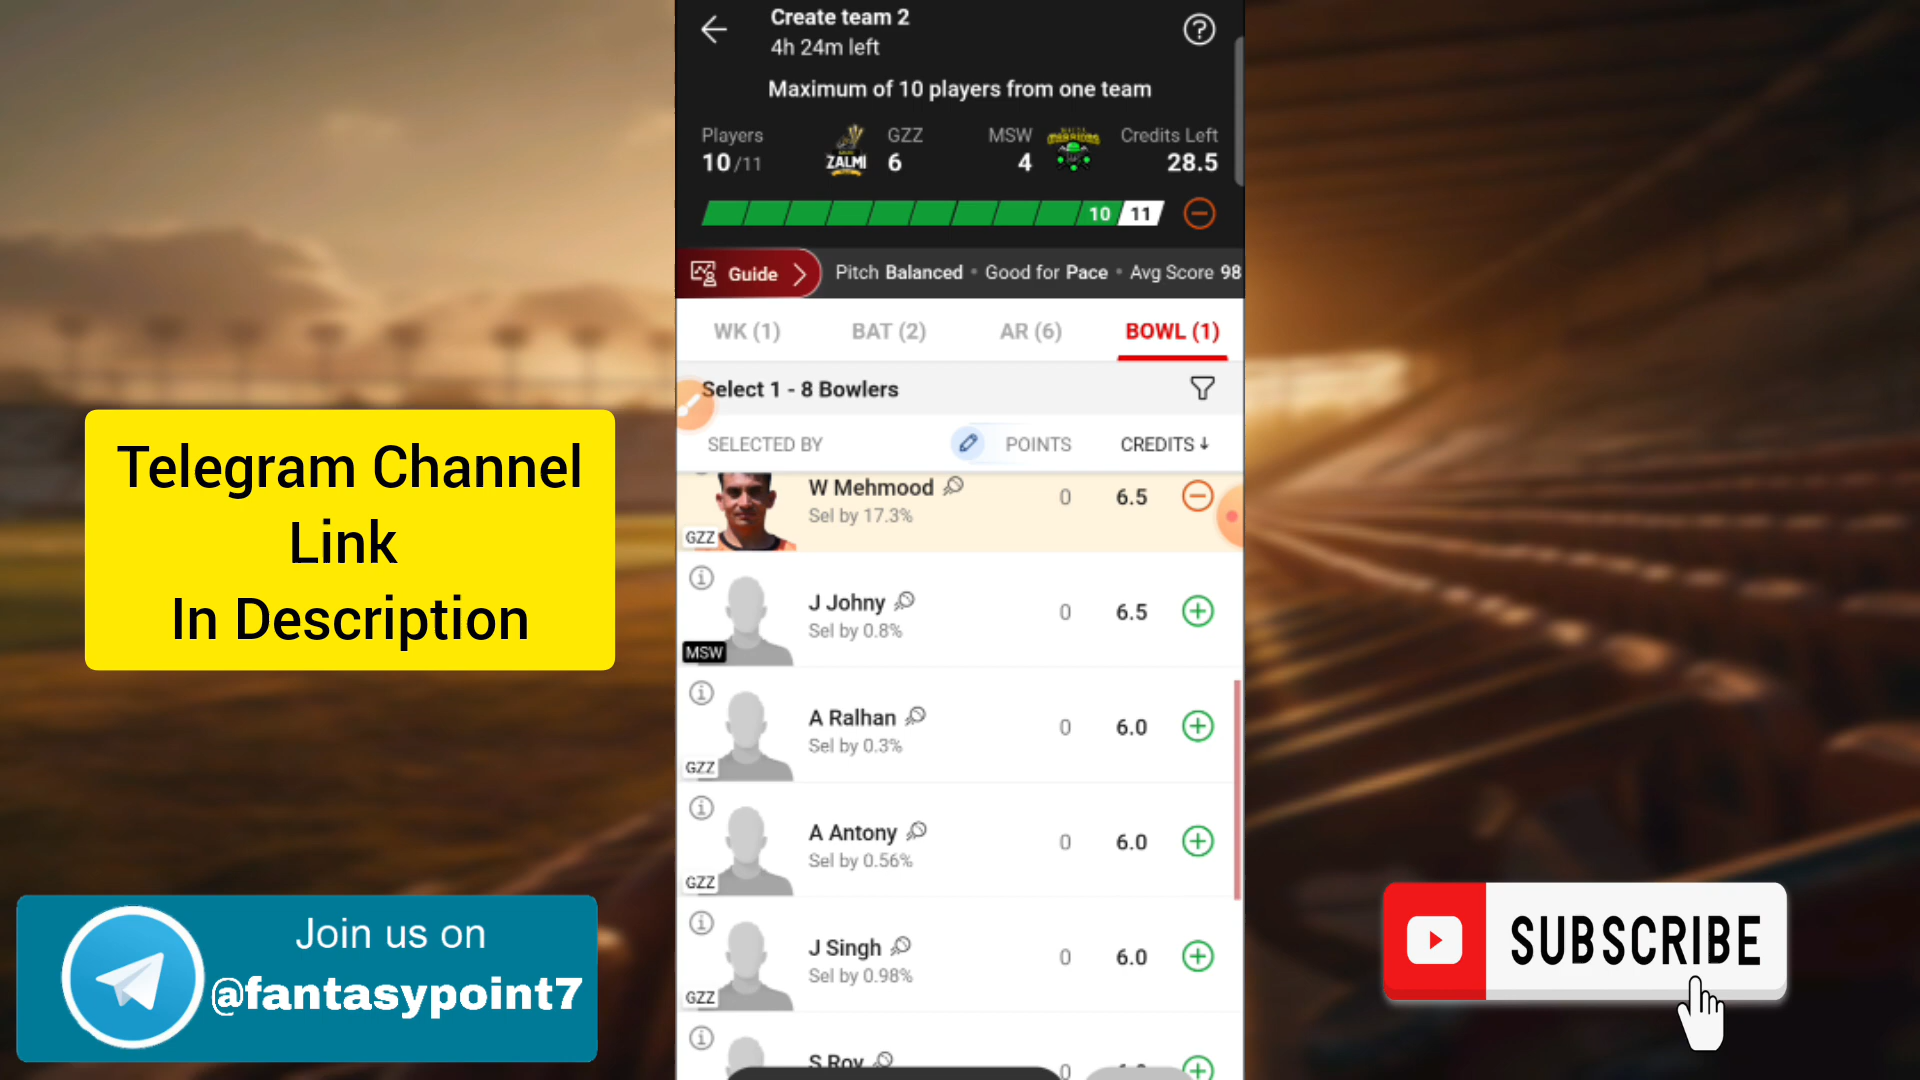 Create team 2
4h 24m left
Maximum of 10 players from one team
Players
10/11
ZALMI
GZZ
6
MSW
4
WARRIORS
Credits Left
28.5
10
11
Guide
Pitch Balanced • Good for Pace • Avg Score 98
WK (1)
BAT (2)
AR (6)
BOWL (1)
Select 1 - 8 Bowlers
SELECTED BY
POINTS
CREDITS ↓
W Mehmood
Sel by 17.3%
GZZ
0
6.5
J Johny
Sel by 0.8%
MSW
0
6.5
A Ralhan
Sel by 0.3%
GZZ
0
6.0
A Antony
Sel by 0.56%
GZZ
0
6.0
J Singh
Sel by 0.98%
GZZ
0
6.0
S Roy
0
Telegram Channel
Link
In Description
Join us on
@fantasypoint7
SUBSCRIBE